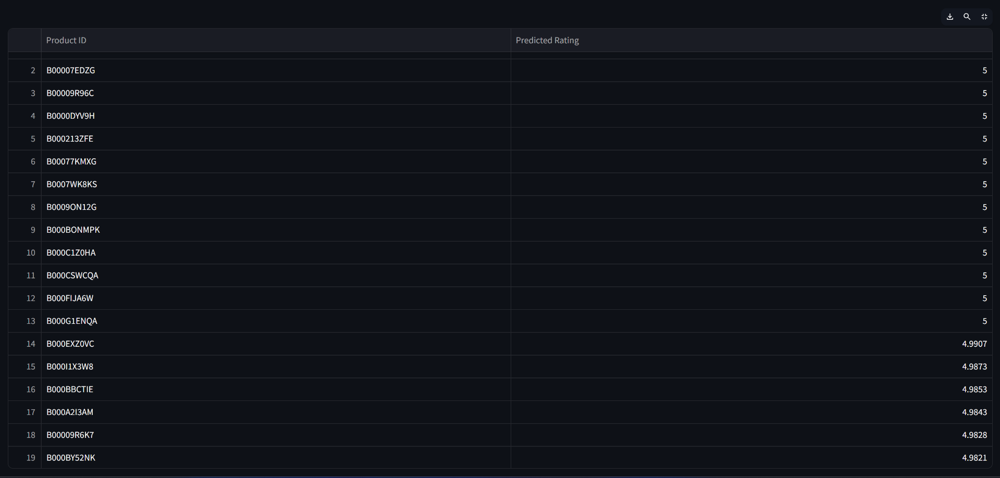 Product ID Predicted Rating
2 B00007EDZG 5
3 B00009R96C 5
4 B0000DYV9H 5
5 B000213ZFE 5
6 B00077KMXG 5
7 B0007WK8KS 5
8 B0009ON12G 5
9 B000BONMPK 5
10 B000C1Z0HA 5
11 B000CSWCQA 5
12 B000FIJA6W 5
13 B000G1ENQA 5
14 B000EXZ0VC 4.9907
15 B000I1X3W8 4.9873
16 B000BBCTIE 4.9853
17 B000A2I3AM 4.9843
18 B00009R6K7 4.9828
19 B000BY52NK 4.9821